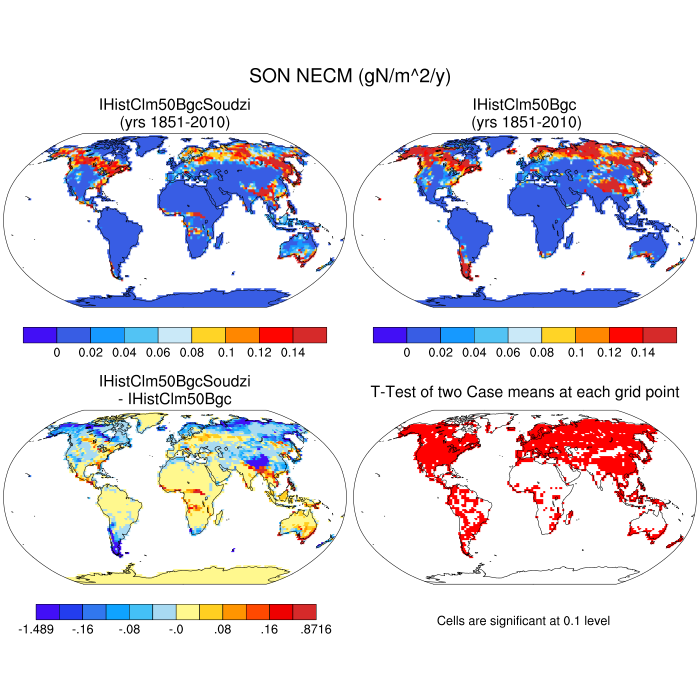 SON NECM (gN/m^2/y)
IHistClm50BgcSoudzi
(yrs 1851-2010)
IHistClm50Bgc
(yrs 1851-2010)
0 0.02 0.04 0.06 0.08 0.1 0.12 0.14
0 0.02 0.04 0.06 0.08 0.1 0.12 0.14
IHistClm50BgcSoudzi
- IHistClm50Bgc
T-Test of two Case means at each grid point
-1.489 -.16 -.08 -.0 .08 .16 .8716
Cells are significant at 0.1 level